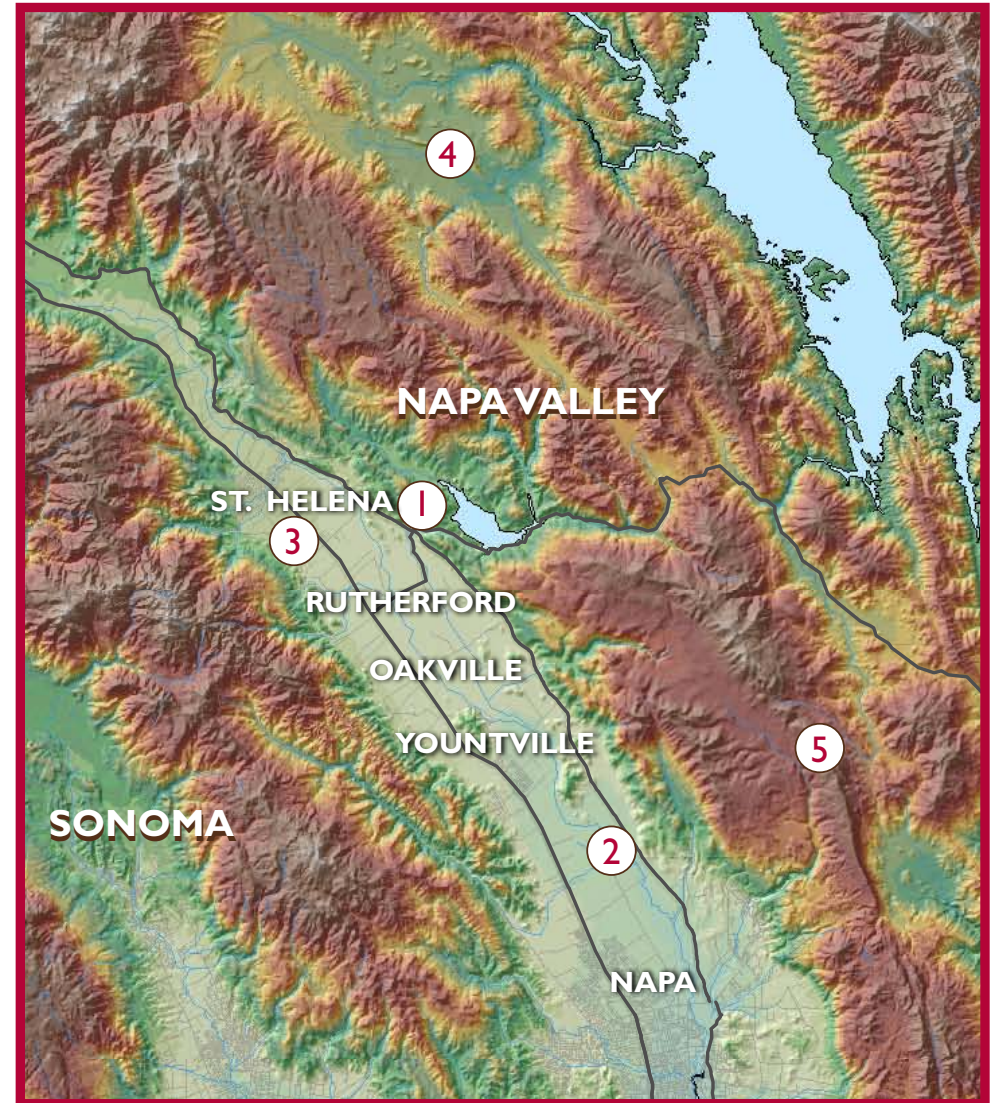 4
NAPA VALLEY
ST. HELENA
1
3
RUTHERFORD
OAKVILLE
YOUNTVILLE
5
SONOMA
2
NAPA